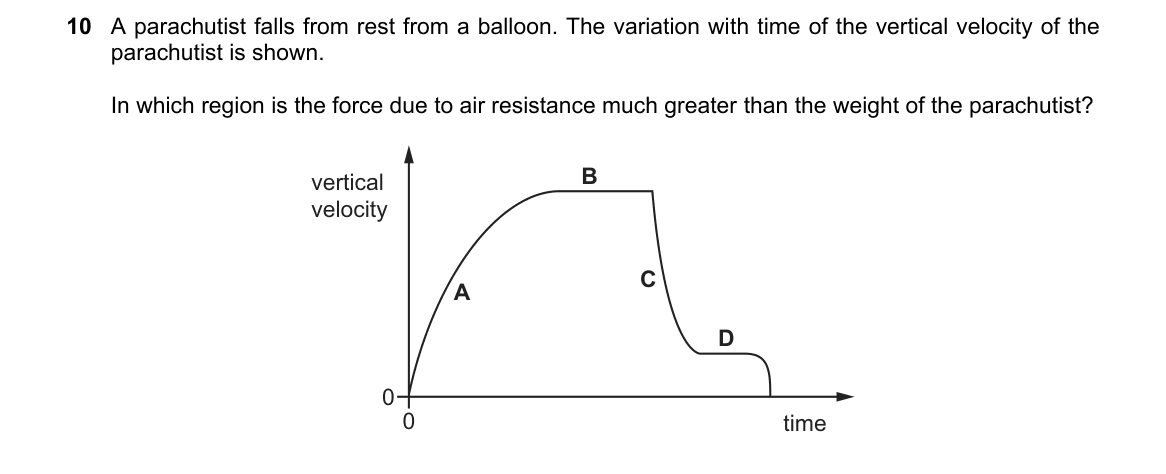 10 A parachutist falls from rest from a balloon. The variation with time of the vertical velocity of the
parachutist is shown.
In which region is the force due to air resistance much greater than the weight of the parachutist?
vertical
velocity
B
A
C
D
0
0
time